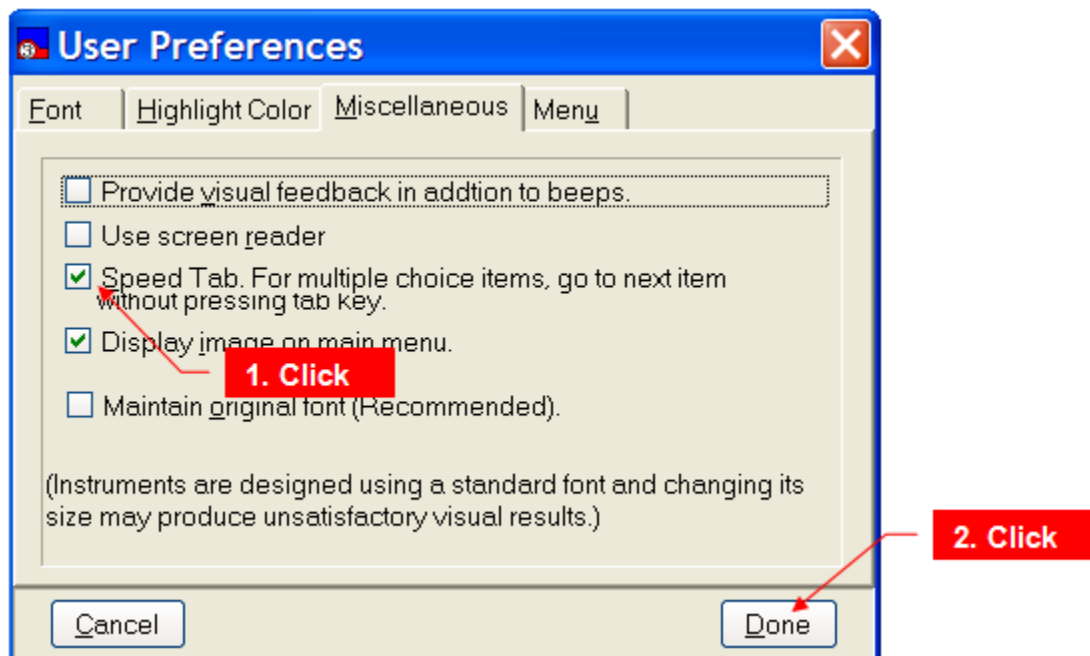 User Preferences
Font
Highlight Color
Miscellaneous
Menu
Provide visual feedback in addtion to beeps.
Use screen reader
Speed Tab. For multiple choice items, go to next item
without pressing tab key.
Display image on main menu.
1. Click
Maintain original font (Recommended).
(Instruments are designed using a standard font and changing its
size may produce unsatisfactory visual results.)
2. Click
Cancel
Done